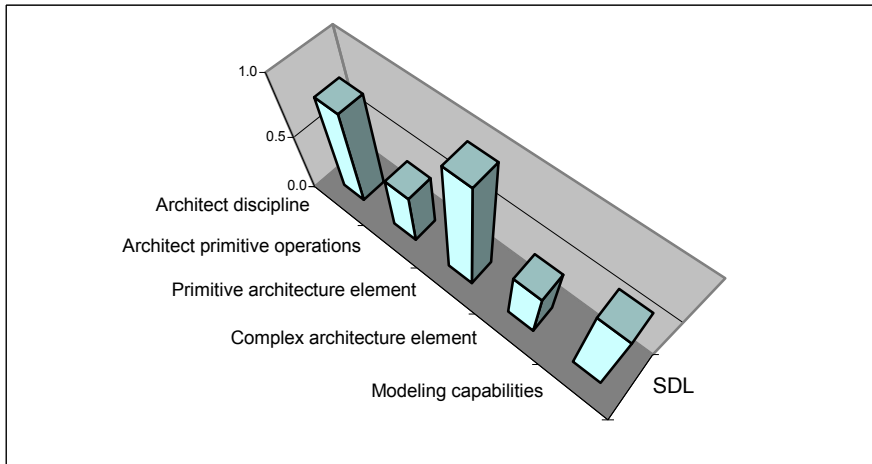 1.0
0.5
0.0
Architect discipline
Architect primitive operations
Primitive architecture element
Complex architecture element
Modeling capabilities
SDL